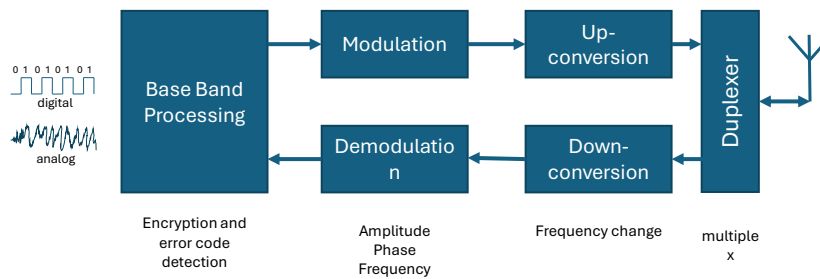 0 1 0 1 0 1 0 1
digital
analog
Base Band
Processing
Modulation
Up-
conversion
Demodulatio
n
Down-
conversion
Duplexer
Encryption and
error code
detection
Amplitude
Phase
Frequency
Frequency change
multiple
x